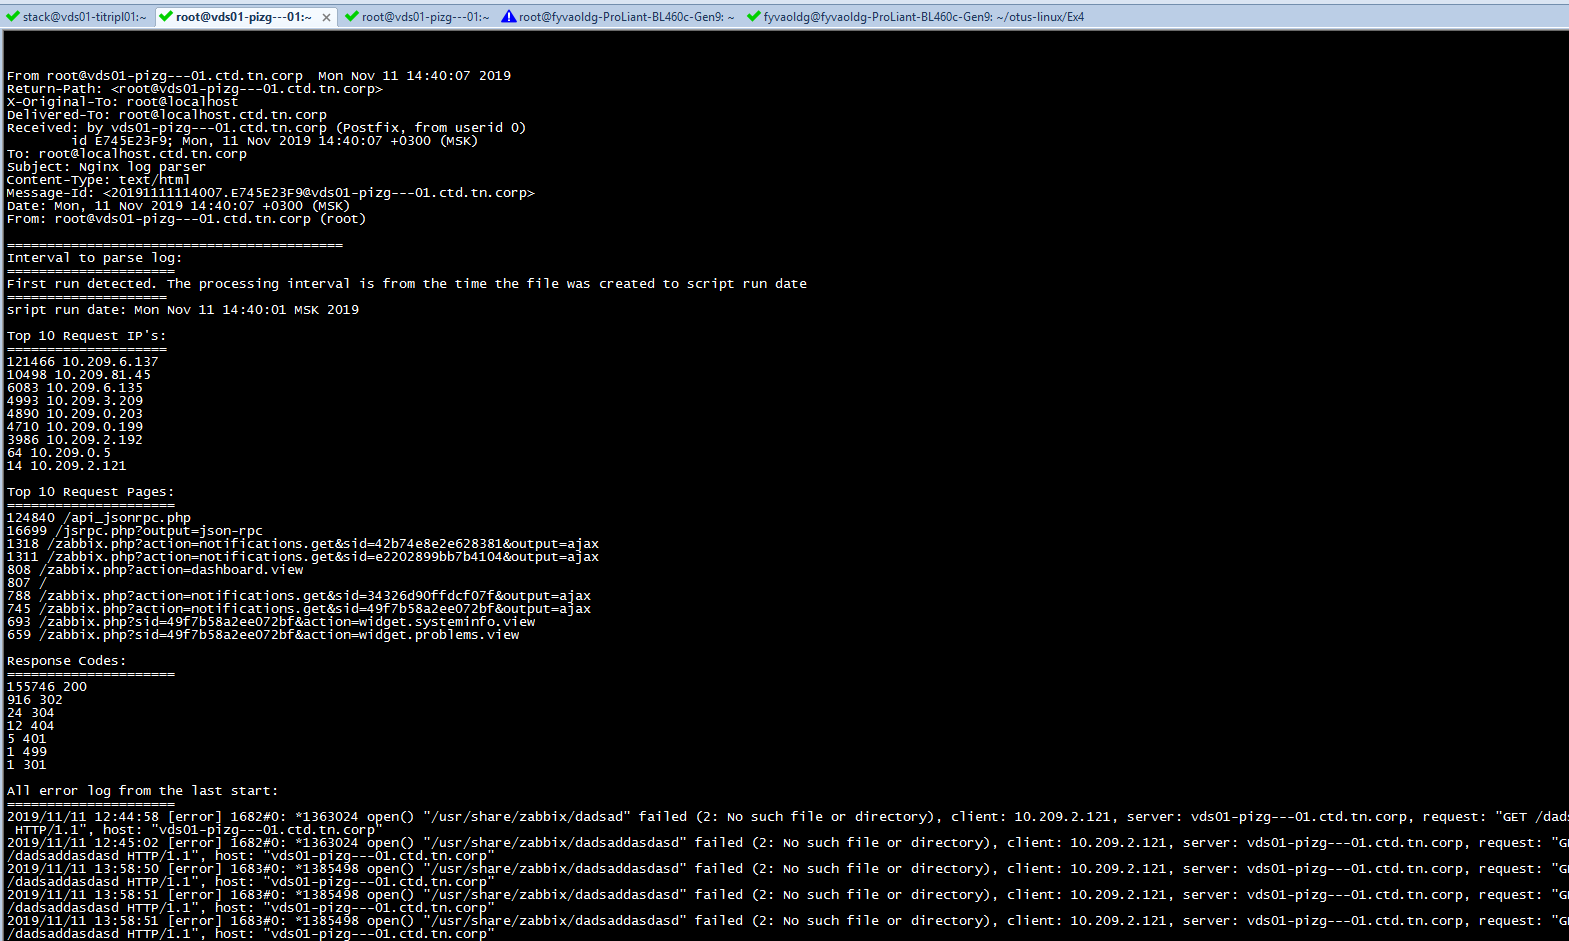 stack@vds01-titripl01:~
root@vds01-pizg---01:~
root@vds01-pizg---01:~
root@fyvaoldg-ProLiant-BL460c-Gen9: ~
fyvaoldg@fyvaoldg-ProLiant-BL460c-Gen9: ~/otus-linux/Ex4
From root@vds01-pizg---01.ctd.tn.corp  Mon Nov 11 14:40:07 2019
Return-Path: <root@vds01-pizg---01.ctd.tn.corp>
X-Original-To: root@localhost
Delivered-To: root@localhost.ctd.tn.corp
Received: by vds01-pizg---01.ctd.tn.corp (Postfix, from userid 0)
        id E745E23F9; Mon, 11 Nov 2019 14:40:07 +0300 (MSK)
To: root@localhost.ctd.tn.corp
Subject: Nginx log parser
Content-Type: text/html
Message-Id: <20191111114007.E745E23F9@vds01-pizg---01.ctd.tn.corp>
Date: Mon, 11 Nov 2019 14:40:07 +0300 (MSK)
From: root@vds01-pizg---01.ctd.tn.corp (root)
==========================================
Interval to parse log:
=====================
First run detected. The processing interval is from the time the file was created to script run date
====================
sript run date: Mon Nov 11 14:40:01 MSK 2019
Top 10 Request IP's:
====================
121466 10.209.6.137
10498 10.209.81.45
6083 10.209.6.135
4993 10.209.3.209
4890 10.209.0.203
4710 10.209.0.199
3986 10.209.2.192
64 10.209.0.5
14 10.209.2.121
Top 10 Request Pages:
=====================
124840 /api_jsonrpc.php
16699 /jsrpc.php?output=json-rpc
1318 /zabbix.php?action=notifications.get&sid=42b74e8e2e628381&output=ajax
1311 /zabbix.php?action=notifications.get&sid=e2202899bb7b4104&output=ajax
808 /zabbix.php?action=dashboard.view
807 /
788 /zabbix.php?action=notifications.get&sid=34326d90ffdcf07f&output=ajax
745 /zabbix.php?action=notifications.get&sid=49f7b58a2ee072bf&output=ajax
693 /zabbix.php?sid=49f7b58a2ee072bf&action=widget.systeminfo.view
659 /zabbix.php?sid=49f7b58a2ee072bf&action=widget.problems.view
Response Codes:
=====================
155746 200
916 302
24 304
12 404
5 401
1 499
1 301
All error log from the last start:
=====================
2019/11/11 12:44:58 [error] 1682#0: *1363024 open() "/usr/share/zabbix/dadsad" failed (2: No such file or directory), client: 10.209.2.121, server: vds01-pizg---01.ctd.tn.corp, request: "GET /dads
 HTTP/1.1", host: "vds01-pizg---01.ctd.tn.corp"
2019/11/11 12:45:02 [error] 1682#0: *1363024 open() "/usr/share/zabbix/dadsaddasdasd" failed (2: No such file or directory), client: 10.209.2.121, server: vds01-pizg---01.ctd.tn.corp, request: "G
/dadsaddasdasd HTTP/1.1", host: "vds01-pizg---01.ctd.tn.corp"
2019/11/11 13:58:50 [error] 1683#0: *1385498 open() "/usr/share/zabbix/dadsaddasdasd" failed (2: No such file or directory), client: 10.209.2.121, server: vds01-pizg---01.ctd.tn.corp, request: "G
/dadsaddasdasd HTTP/1.1", host: "vds01-pizg---01.ctd.tn.corp"
2019/11/11 13:58:51 [error] 1683#0: *1385498 open() "/usr/share/zabbix/dadsaddasdasd" failed (2: No such file or directory), client: 10.209.2.121, server: vds01-pizg---01.ctd.tn.corp, request: "G
/dadsaddasdasd HTTP/1.1", host: "vds01-pizg---01.ctd.tn.corp"
2019/11/11 13:58:51 [error] 1683#0: *1385498 open() "/usr/share/zabbix/dadsaddasdasd" failed (2: No such file or directory), client: 10.209.2.121, server: vds01-pizg---01.ctd.tn.corp, request: "G
/dadsaddasdasd HTTP/1.1", host: "vds01-pizg---01.ctd.tn.corp"